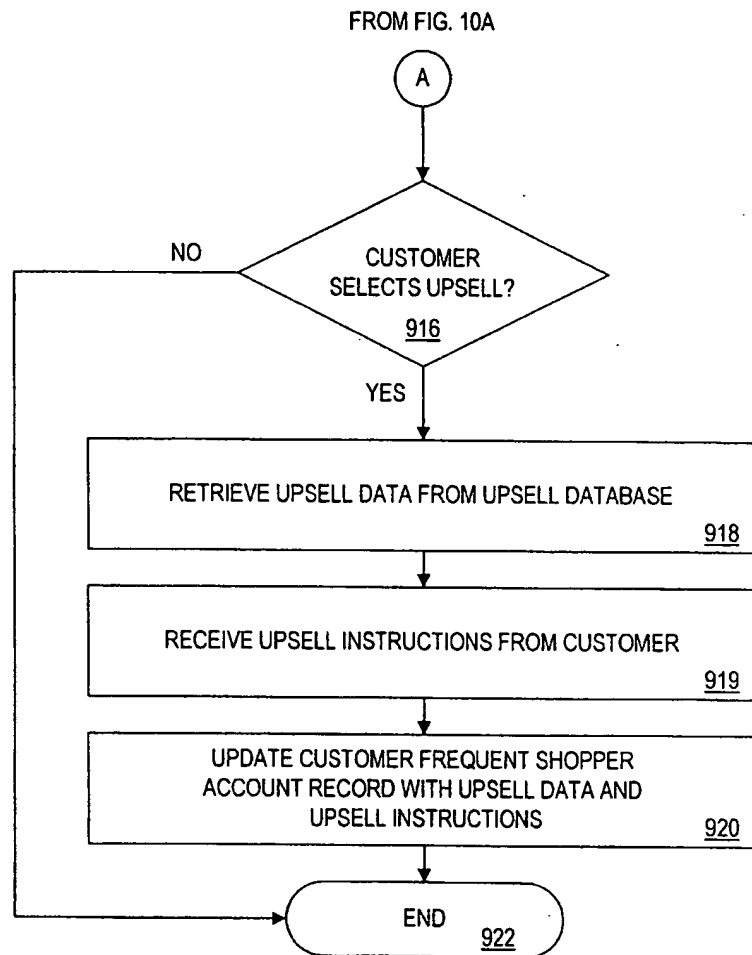 FROM FIG. 10A
A
NO
CUSTOMER
SELECTS UPSELL?
916
YES
RETRIEVE UPSELL DATA FROM UPSELL DATABASE
918
RECEIVE UPSELL INSTRUCTIONS FROM CUSTOMER
919
UPDATE CUSTOMER FREQUENT SHOPPER
ACCOUNT RECORD WITH UPSELL DATA AND
UPSELL INSTRUCTIONS
920
END
922